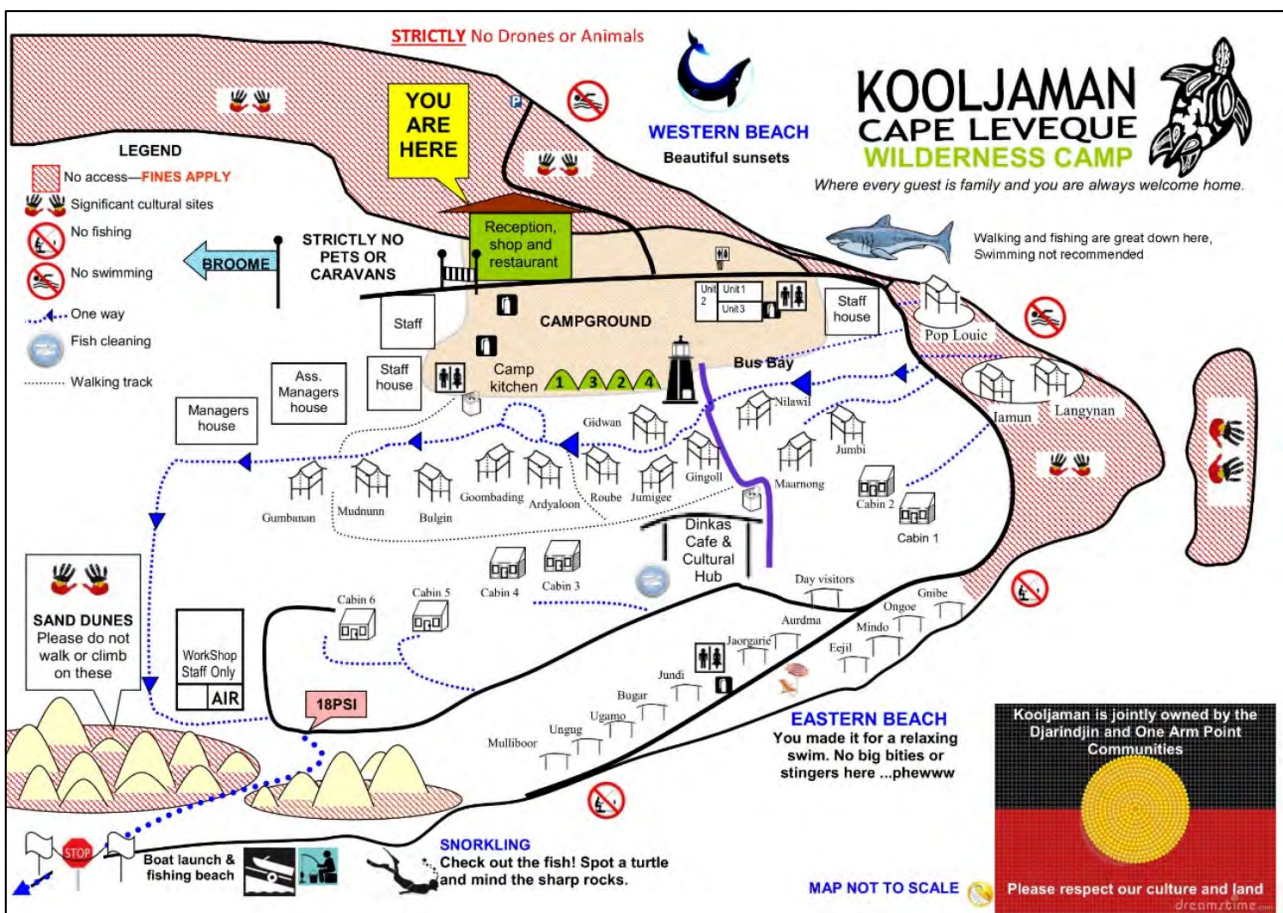 STRICTLY No Drones or Animals
YOU
ARE
HERE
P
WESTERN BEACH
Beautiful sunsets
KOOLJAMAN
CAPE LEVEQUE
WILDERNESS CAMP
Where every guest is family and you are always welcome home.
LEGEND
No access—FINES APPLY
Significant cultural sites
No fishing
No swimming
One way
Fish cleaning
Walking track
BROOME
STRICTLY NO
PETS OR
CARAVANS
Reception,
shop and
restaurant
Walking and fishing are great down here,
Swimming not recommended
Staff
CAMPGROUND
Unit
2
Unit 1
Unit 3
Staff
house
Pop Louic
Staff
house
Ass.
Managers
house
Managers
house
Camp
kitchen
1
3
2
4
Bus Bay
Iamun
Langynan
Nilawil
Gidwan
Jumbi
Gingoll
Maarnong
Gumbanan
Mudnunn
Bulgin
Goombading
Ardyaloon
Roube
Jumigee
Cabin 2
Cabin 1
Dinkas
Cafe &
Cultural
Hub
Cabin 3
Cabin 4
Cabin 5
Cabin 6
Day visitors
Gnibe
Ongoe
Mindo
Eejil
Aurdma
Jaorgarie
Jundi
Bugar
Ugamo
Ungug
Mulliboor
SAND DUNES
Please do not
walk or climb
on these
WorkShop
Staff Only
AIR
18PSI
EASTERN BEACH
You made it for a relaxing
swim. No big bities or
stingers here ...phewww
Kooljaman is jointly owned by the
Djarindjin and One Arm Point
Communities
Please respect our culture and land
dreamstime.com
STOP
Boat launch &
fishing beach
SNORKLING
Check out the fish! Spot a turtle
and mind the sharp rocks.
MAP NOT TO SCALE